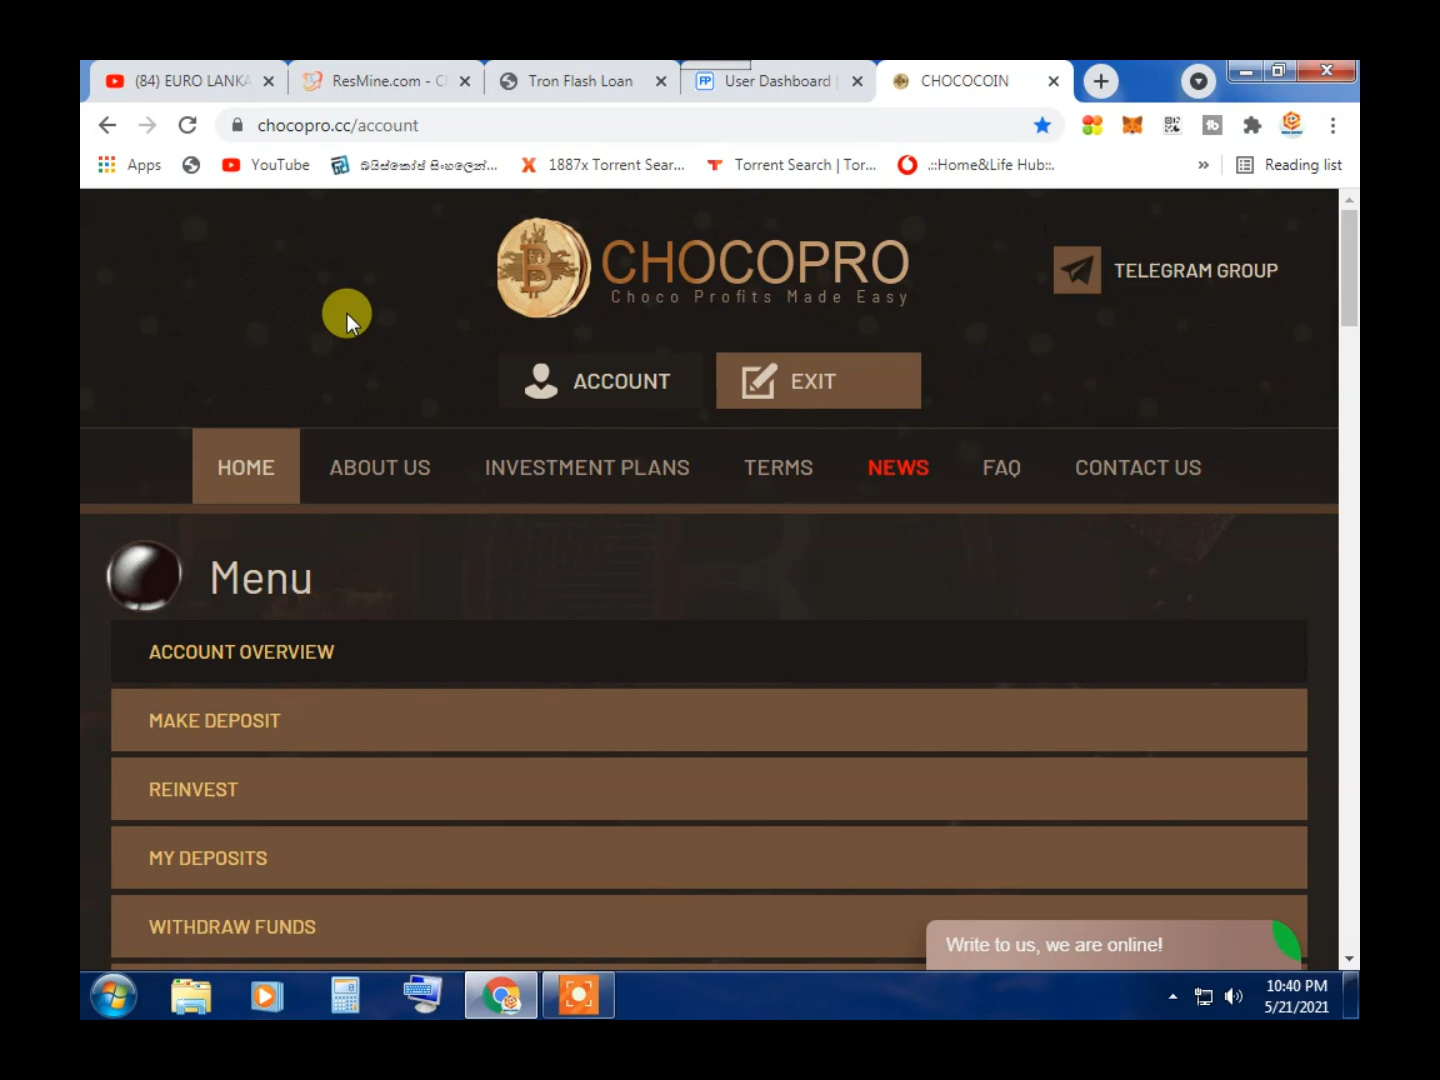 (84) EURO LANKA
ResMine.com - C
Tron Flash Loan
User Dashboard |
CHOCOCOIN
chocopro.cc/account
Apps
YouTube
බයිස්කෝප් සිංහලෙන්...
1887x Torrent Sear...
Torrent Search | Tor...
.::Home&Life Hub::.
»
Reading list
CHOCOPRO
Choco Profits Made Easy
TELEGRAM GROUP
ACCOUNT
EXIT
HOME
ABOUT US
INVESTMENT PLANS
TERMS
NEWS
FAQ
CONTACT US
Menu
ACCOUNT OVERVIEW
MAKE DEPOSIT
REINVEST
MY DEPOSITS
WITHDRAW FUNDS
Write to us, we are online!
10:40 PM
5/21/2021